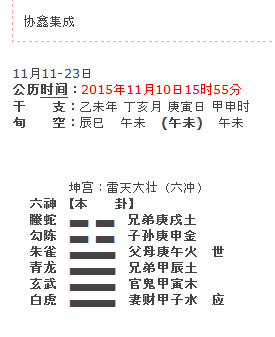 协鑫集成
11月11-23日
公历时间：2015年11月10日15时55分
干　　支：乙未年 丁亥月 庚寅日 甲申时
旬　　空：辰巳　午未　(午未)　午未
坤宫：雷天大壮 (六冲)
六神 【本　　卦】
螣蛇 兄弟庚戌土
勾陈 子孙庚申金
朱雀 父母庚午火　世
青龙 兄弟甲辰土
玄武 官鬼甲寅木
白虎 妻财甲子水　应